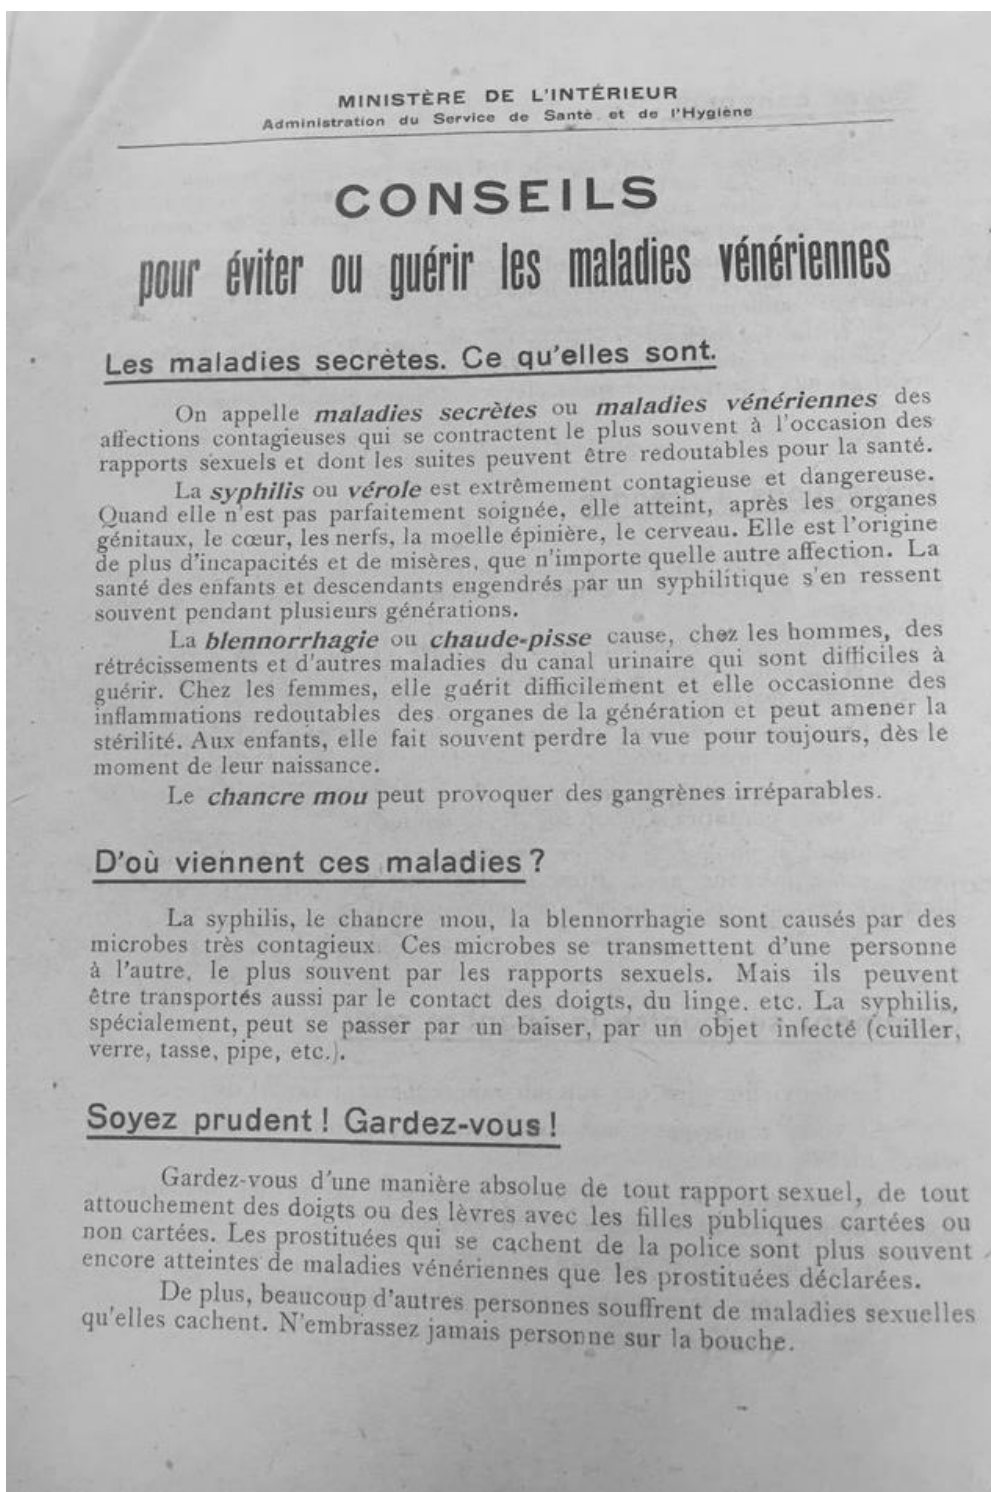 MINISTÈRE DE L'INTÉRIEUR
Administration du Service de Santè et de l'Hygiène
CONSEILS
pour éviter ou guérir les maladies vénériennes
Les maladies secrètes. Ce qu'elles sont.
On appelle maladies secrètes ou maladies vénériennes des
affections contagieuses qui se contractent le plus souvent à l'occasion des
rapports sexuels et dont les suites peuvent être redoutables pour la santé.
La syphilis ou vérole est extrêmement contagieuse et dangereuse.
Quand elle n'est pas parfaitement soignée, elle atteint, après les organes
génitaux, le cœur, les nerfs, la moelle épinière, le cerveau. Elle est l'origine
de plus d'incapacités et de misères, que n'importe quelle autre affection. La
santé des enfants et descendants engendrés par un syphilitique s'en ressent
souvent pendant plusieurs générations.
La blennorrhagie ou chaude-pisse cause, chez les hommes, des
rétrécissements et d'autres maladies du canal urinaire qui sont difficiles à
guérir. Chez les femmes, elle guérit difficilement et elle occasionne des
inflammations redoutables des organes de la génération et peut amener la
stérilité. Aux enfants, elle fait souvent perdre la vue pour toujours, dès le
moment de leur naissance.
Le chancre mou peut provoquer des gangrènes irréparables.
D'où viennent ces maladies ?
La syphilis, le chancre mou, la blennorrhagie sont causés par des
microbes très contagieux. Ces microbes se transmettent d'une personne
à l'autre, le plus souvent par les rapports sexuels. Mais ils peuvent
être transportés aussi par le contact des doigts, du linge. etc. La syphilis,
spécialement, peut se passer par un baiser, par un objet infecté (cuiller,
verre, tasse, pipe, etc.).
Soyez prudent ! Gardez-vous !
Gardez-vous d'une manière absolue de tout rapport sexuel, de tout
attouchement des doigts ou des lèvres avec les filles publiques cartées ou
non cartées. Les prostituées qui se cachent de la police sont plus souvent
encore atteintes de maladies vénériennes que les prostituées déclarées.
De plus, beaucoup d'autres personnes souffrent de maladies sexuelles
qu'elles cachent. N'embrassez jamais personne sur la bouche.